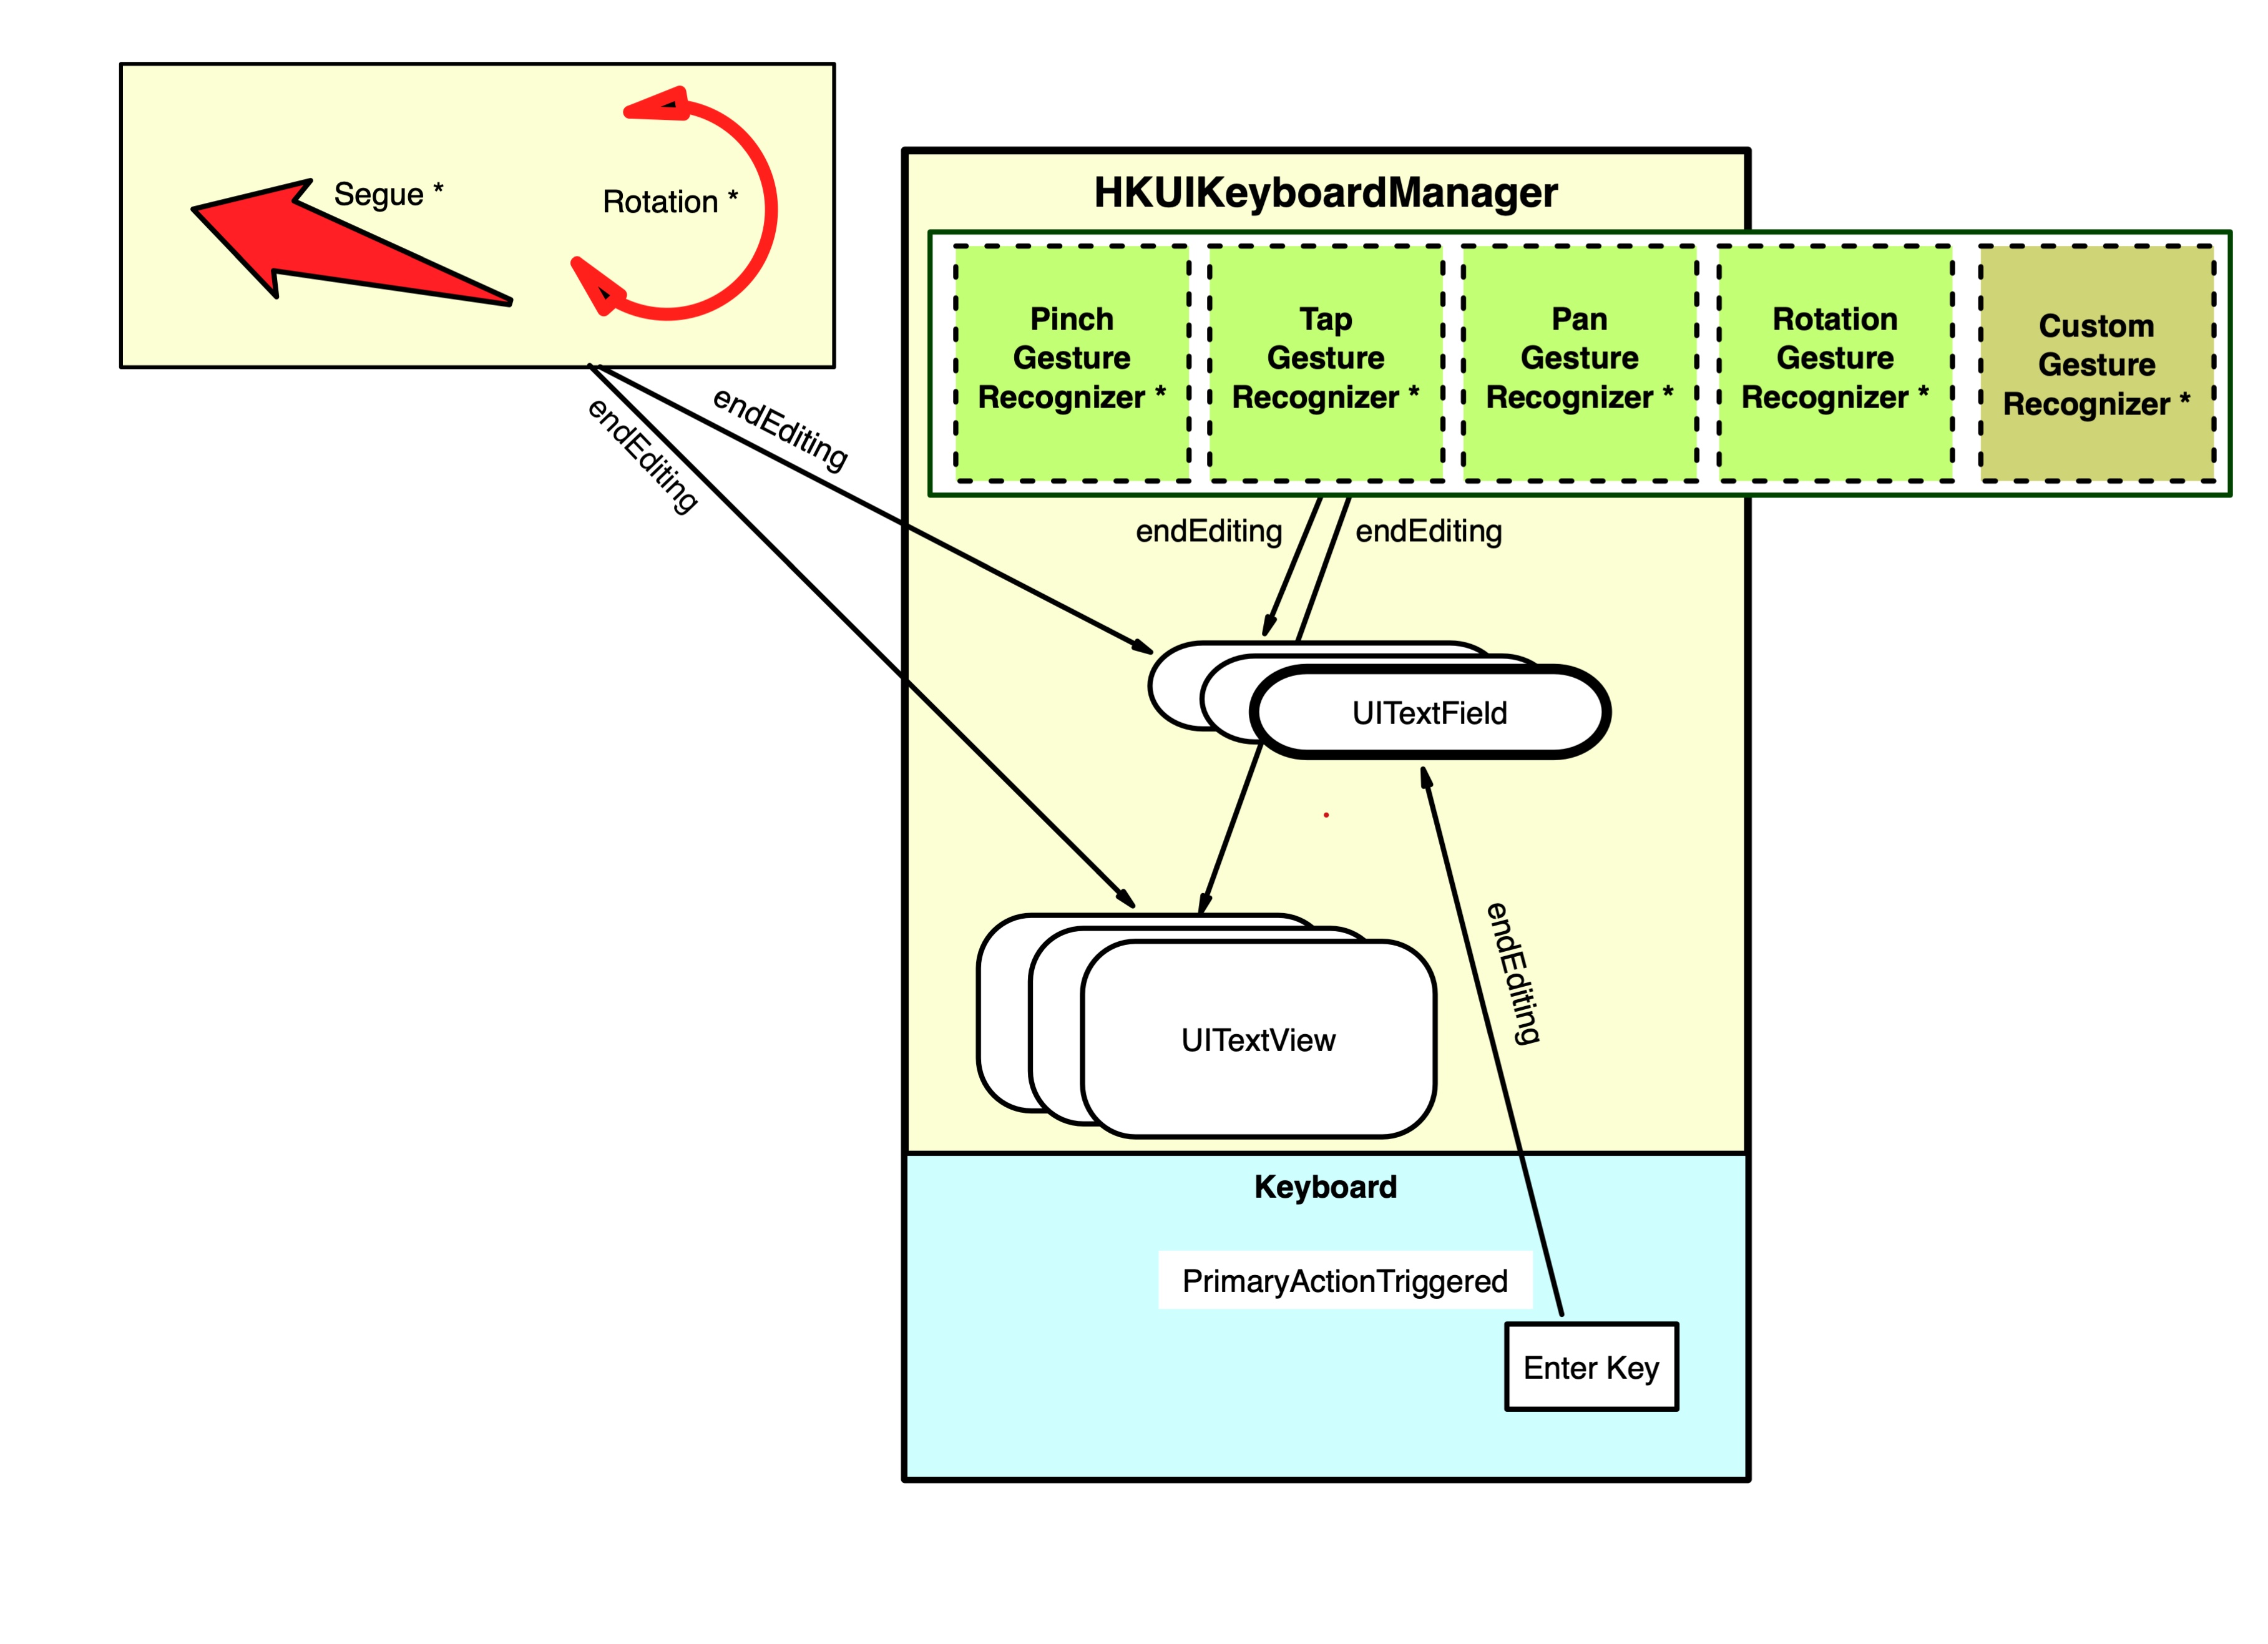 Segue *
Rotation *
HKUIKeyboardManager
Pinch
Gesture
Recognizer *
Tap
Gesture
Recognizer *
Pan
Gesture
Recognizer *
Rotation
Gesture
Recognizer *
Custom
Gesture
Recognizer *
endEditing
endEditing
endEditing
endEditing
UITextField
endEditing
UITextView
Keyboard
PrimaryActionTriggered
Enter Key